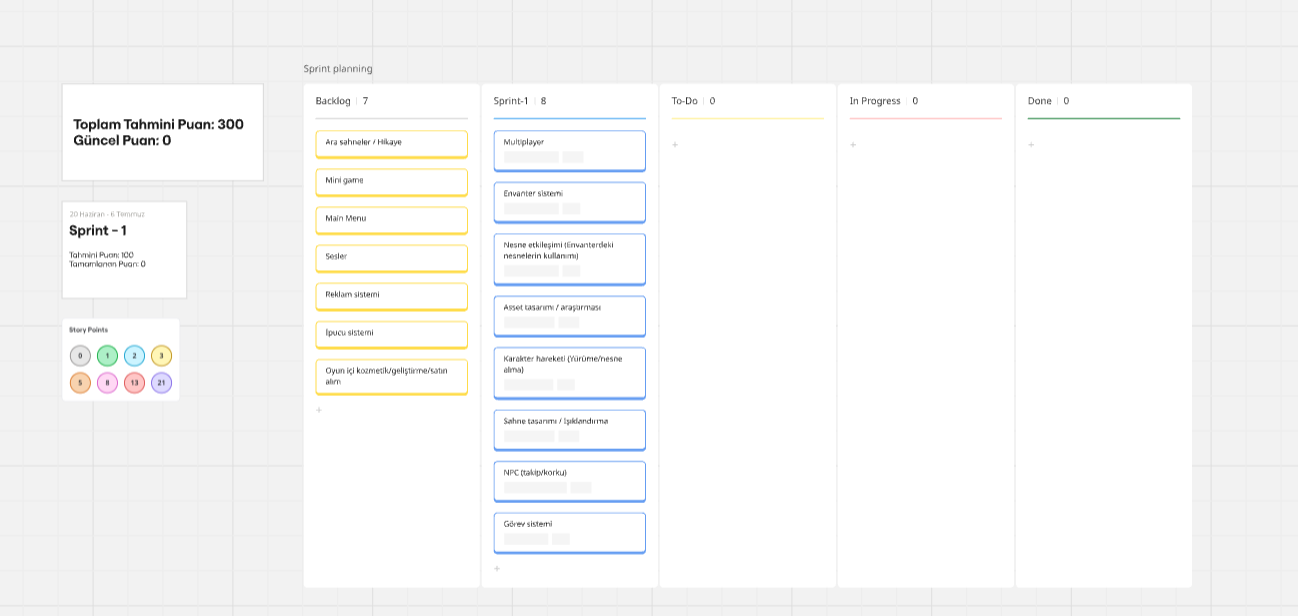 Toplam Tahmini Puan: 300
Güncel Puan: 0
20 Haziran - 6 Temmuz
Sprint - 1
Tahmini Puan: 100
Tamamlanan Puan: 0
Story Points
0 1 2 3
5 8 13 21
Sprint planning
Backlog 7
Ara sahneler / Hikaye
Mini game
Main Menu
Sesler
Reklam sistemi
İpucu sistemi
Oyun içi kozmetik/geliştirme/satın
alım
Sprint-1 8
Multiplayer
Envanter sistemi
Nesne etkileşimi (Envanterdeki
nesnelerin kullanımı)
Asset tasarımı / araştırması
Karakter hareketi (Yürüme/nesne
alma)
Sahne tasarımı / Işıklandırma
NPC (takip/korku)
Görev sistemi
To-Do 0
In Progress 0
Done 0